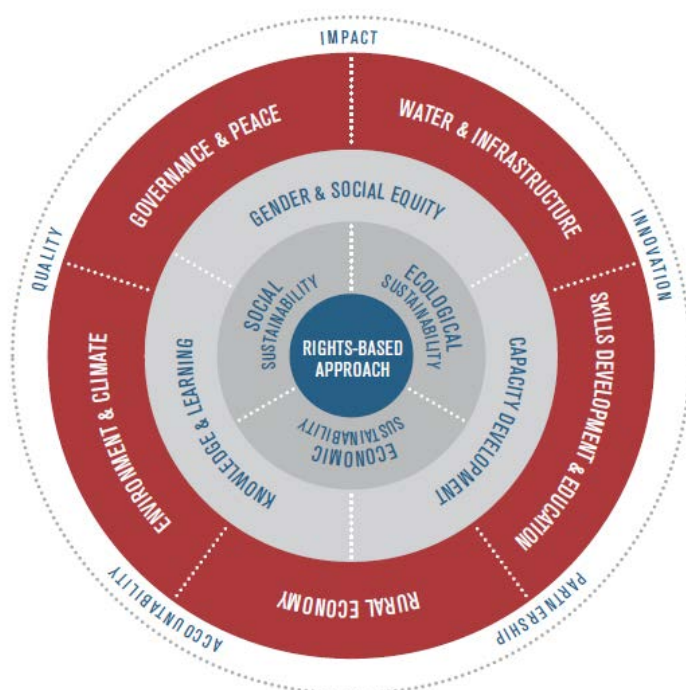 IMPACT
GOVERNANCE & PEACE
WATER & INFRASTRUCTURE
GENDER & SOCIAL EQUITY
QUALITY
INNOVATION
SOCIAL
SUSTAINABILITY
ECOLOGICAL
SUSTAINABILITY
RIGHTS-BASED
APPROACH
ENVIRONMENT & CLIMATE
KNOWLEDGE & LEARNING
CAPACITY DEVELOPMENT
SKILLS DEVELOPMENT & EDUCATION
SUSTAINABILITY
ECONOMIC
RURAL ECONOMY
ACCOUNTABILITY
PARTNERSHIP